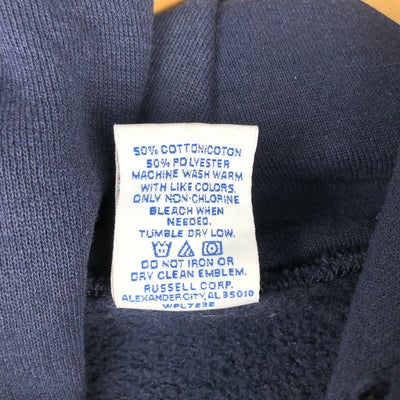 50% COTTON/COTON
50% POLYESTER
MACHINE WASH WARM
WITH LIKE COLORS.
ONLY NON-CHLORINE
BLEACH WHEN
NEEDED.
TUMBLE DRY LOW.
DO NOT IRON OR
DRY CLEAN EMBLEM.
RUSSELL CORP.
ALEXANDER CITY, AL 35010